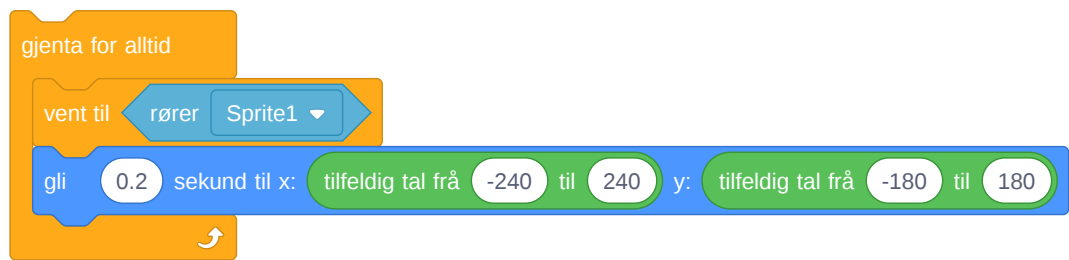 gjenta for alltid
vent til rører Sprite1
gli 0.2 sekund til x: tilfeldig tal frå -240 til 240 y: tilfeldig tal frå -180 til 180